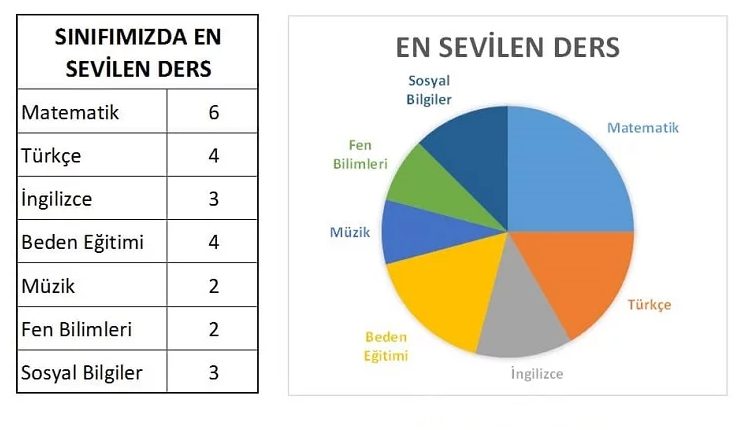 SINIFIMIZDA EN
SEVİLEN DERS
Matematik 6
Türkçe 4
İngilizce 3
Beden Eğitimi 4
Müzik 2
Fen Bilimleri 2
Sosyal Bilgiler 3
EN SEVİLEN DERS
Sosyal
Bilgiler
Matematik
Fen
Bilimleri
Müzik
Türkçe
Beden
Eğitimi
İngilizce